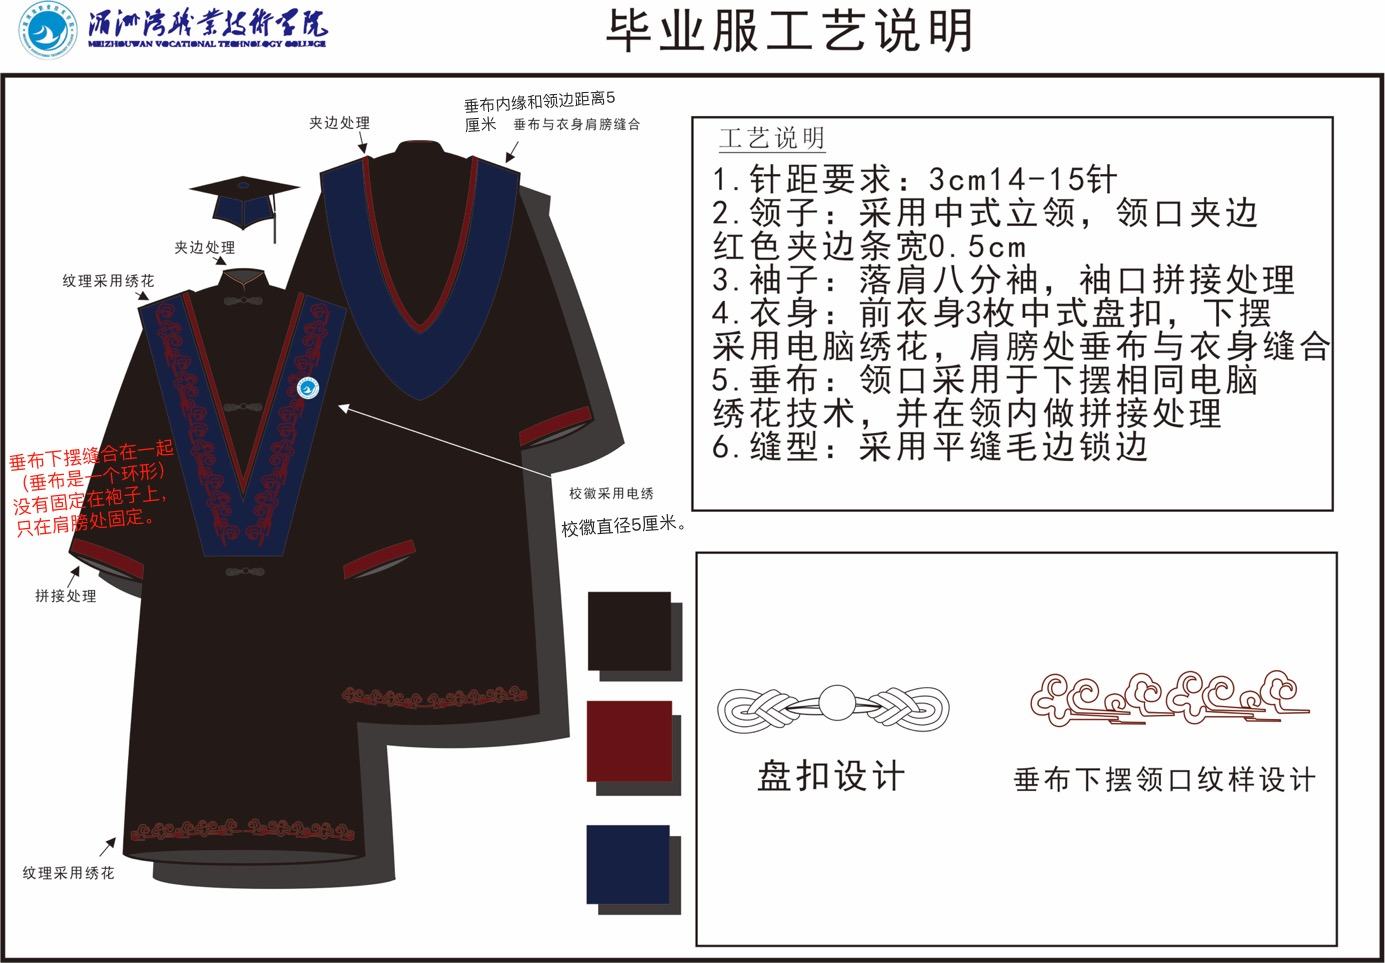 湄洲湾職業技術学院
MEIZHOUWAN VOCATIONAL TECHNOLOGY COLLEGE
毕业服工艺说明
夹边处理
垂布内缘和领边距离5
厘米
垂布与衣身肩膀缝合
夹边处理
纹理采用绣花
垂布下摆缝合在一起
（垂布是一个环形）
没有固定在袍子上，
只在肩膀处固定。
拼接处理
校徽采用电绣
校徽直径5厘米。
纹理采用绣花
工艺说明
1.针距要求：3cm14-15针
2.领子：采用中式立领，领口夹边
红色夹边条宽0.5cm
3.袖子：落肩八分袖，袖口拼接处理
4.衣身：前衣身3枚中式盘扣，下摆
采用电脑绣花，肩膀处垂布与衣身缝合
5.垂布：领口采用于下摆相同电脑
绣花技术，并在领内做拼接处理
6.缝型：采用平缝毛边锁边
盘扣设计
垂布下摆领口纹样设计